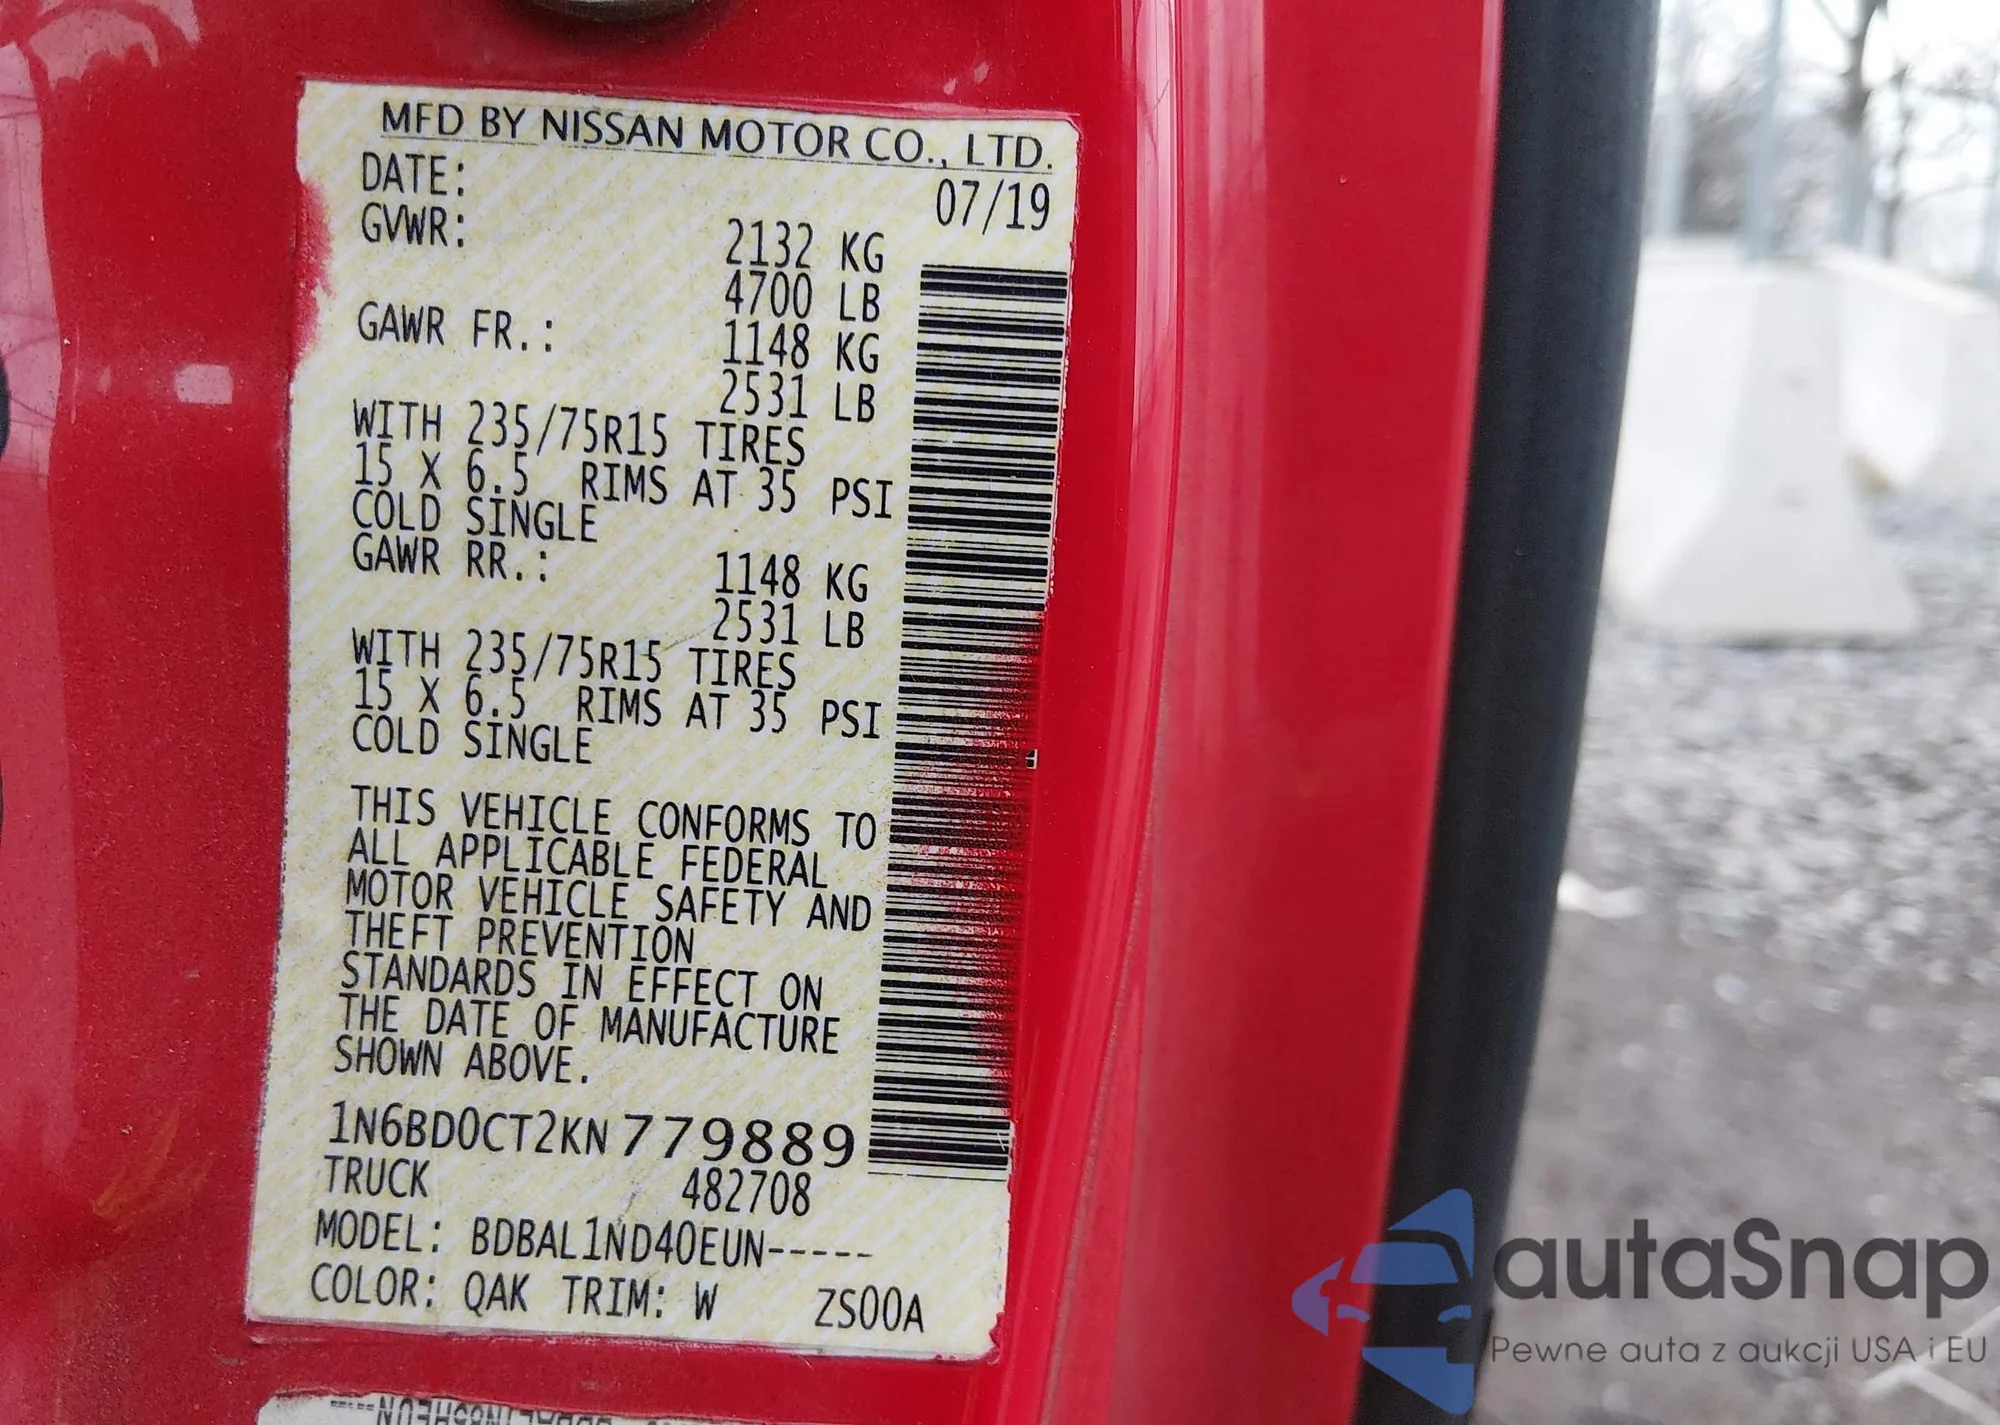 MFD BY NISSAN MOTOR CO., LTD.
DATE: 07/19
GVWR: 2132 KG
4700 LB
GAWR FR.: 1148 KG
2531 LB
WITH 235/75R15 TIRES
15 X 6.5 RIMS AT 35 PSI
COLD SINGLE
GAWR RR.: 1148 KG
2531 LB
WITH 235/75R15 TIRES
15 X 6.5 RIMS AT 35 PSI
COLD SINGLE
THIS VEHICLE CONFORMS TO
ALL APPLICABLE FEDERAL
MOTOR VEHICLE SAFETY AND
THEFT PREVENTION
STANDARDS IN EFFECT ON
THE DATE OF MANUFACTURE
SHOWN ABOVE.
1N6BD0CT2KN779889
TRUCK 482708
MODEL: BDBAL1ND40EUN-----
COLOR: QAK TRIM: W ZS00A
autaSnap
Pewne auta z aukcji USA i EU